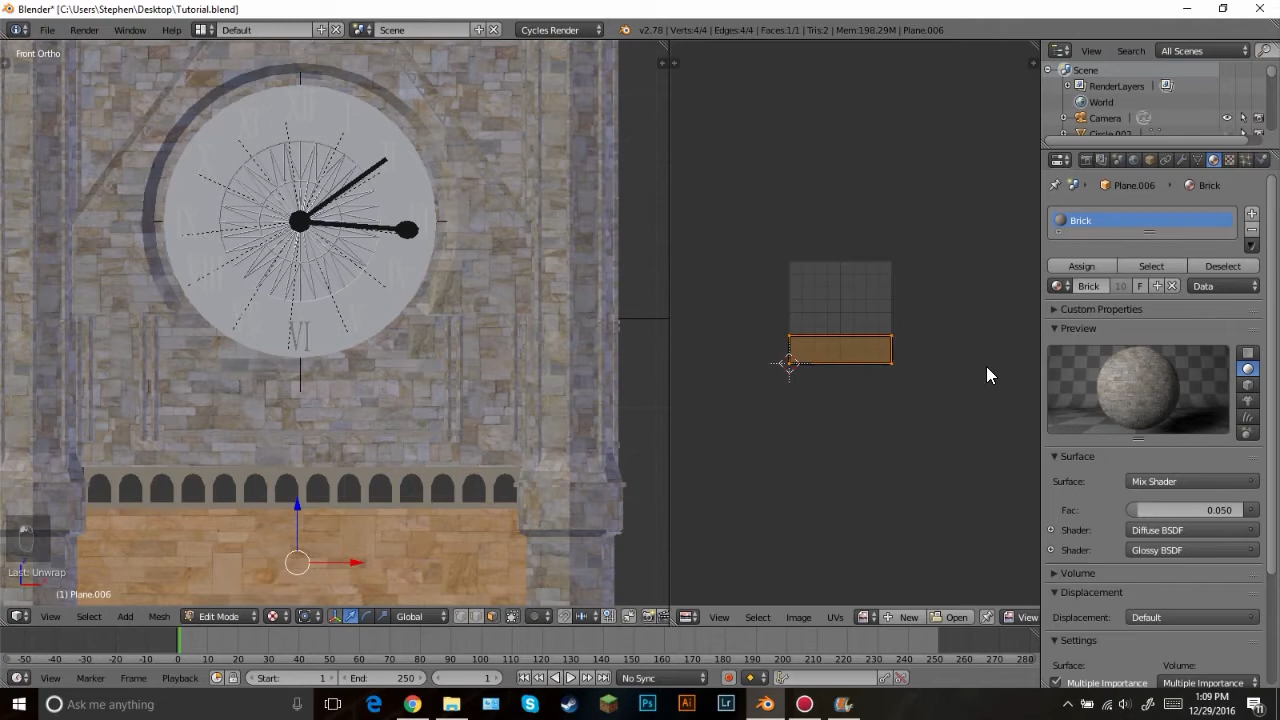 Blender* [C:\Users\Stephen\Desktop\Tutorial.blend]
File Render Window Help Default Scene Cycles Render v2.78 | Verts:4/4 | Edges:4/4 | Faces:1/1 | Tris:2 | Mem:198.29M | Plane.006
Front Ortho
View Search All Scenes
Scene
RenderLayers
World
Camera
Circle.002
Plane.006 Brick
Brick
Assign Select Deselect
Brick 10 F Data
Custom Properties
Preview
VI
Surface
Surface: Mix Shader
Fac: 0.050
Shader: Diffuse BSDF
Shader: Glossy BSDF
Last: Unwrap
Volume
(1) Plane.006
Displacement
View Select Add Mesh Edit Mode Global View Select Image UVs New Open View
Displacement: Default
Settings
-50 -40 -30 -20 -10 0 10 20 30 40 50 60 70 80 90 100 110 120 130 140 150 160 170 180 190 200 210 220 230 240 250 260 270 280
Surface: Volume:
View Marker Frame Playback Start: 1 End: 250 1 No Sync
Multiple Importance Multiple Importance
Ask me anything
1:09 PM
12/29/2016